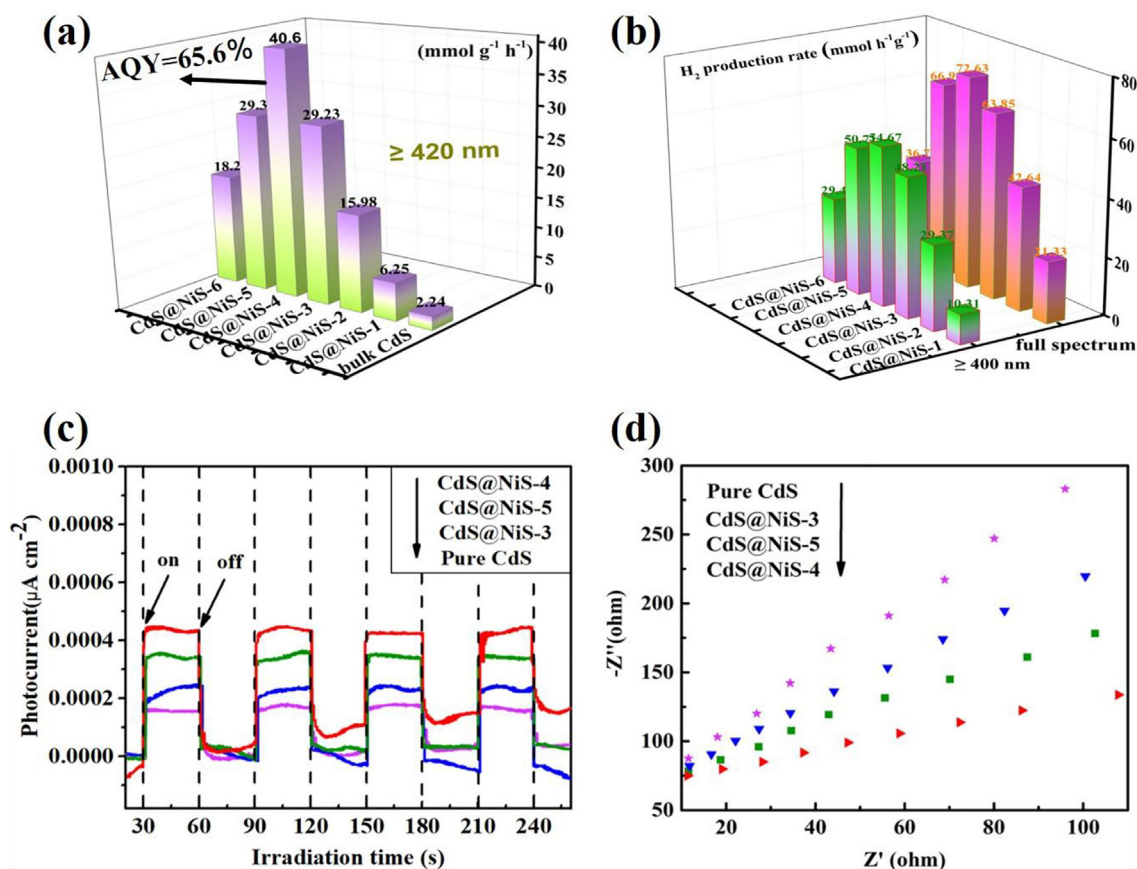 (a)
AQY=65.6%
(mmol g⁻¹ h⁻¹)
≥ 420 nm
18.2
29.3
40.6
29.23
15.98
6.25
2.24
40
35
30
25
20
15
10
5
0
CdS@NiS-6
CdS@NiS-5
CdS@NiS-4
CdS@NiS-3
CdS@NiS-2
CdS@NiS-1
bulk CdS
(b)
H₂ production rate (mmol h⁻¹g⁻¹)
72.63
63.85
42.64
54.67
29.37
10.31
80
60
40
20
0
CdS@NiS-6
CdS@NiS-5
CdS@NiS-4
CdS@NiS-3
CdS@NiS-2
CdS@NiS-1
full spectrum
≥ 400 nm
(c)
Photocurrent(μA cm⁻²)
0.0010
0.0008
0.0006
0.0004
0.0002
0.0000
CdS@NiS-4
CdS@NiS-5
CdS@NiS-3
Pure CdS
on
off
30 60 90 120 150 180 210 240
Irradiation time (s)
(d)
-Z''(ohm)
300
250
200
150
100
50
Pure CdS
CdS@NiS-3
CdS@NiS-5
CdS@NiS-4
20 40 60 80 100
Z' (ohm)